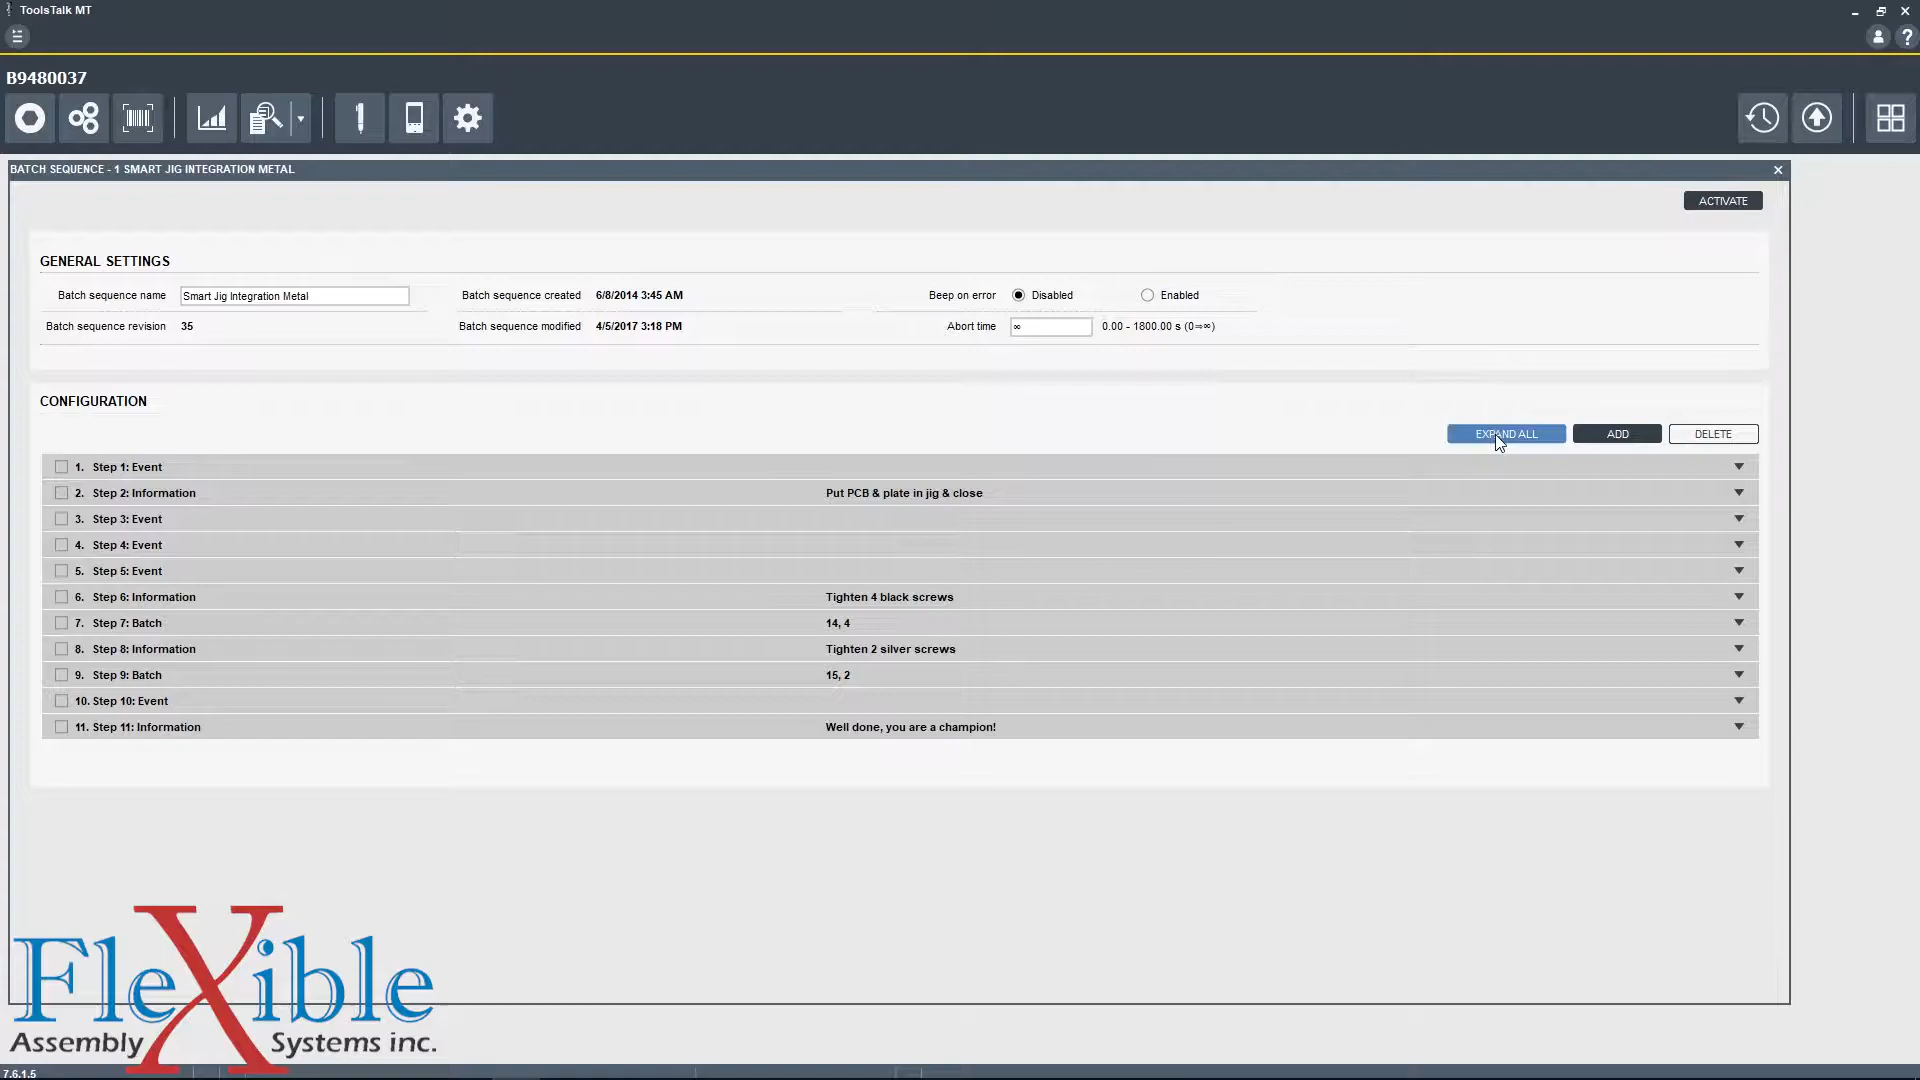 ToolsTalk MT
B9480037
BATCH SEQUENCE - 1 SMART JIG INTEGRATION METAL
ACTIVATE
GENERAL SETTINGS
Batch sequence name Smart Jig Integration Metal Batch sequence created 6/8/2014 3:45 AM Beep on error Disabled Enabled
Batch sequence revision 35 Batch sequence modified 4/5/2017 3:18 PM Abort time ∞ 0.00 - 1800.00 s (0=∞)
CONFIGURATION
EXPAND ALL ADD DELETE
1. Step 1: Event
2. Step 2: Information Put PCB & plate in jig & close
3. Step 3: Event
4. Step 4: Event
5. Step 5: Event
6. Step 6: Information Tighten 4 black screws
7. Step 7: Batch 14, 4
8. Step 8: Information Tighten 2 silver screws
9. Step 9: Batch 15, 2
10. Step 10: Event
11. Step 11: Information Well done, you are a champion!
FleXible
Assembly Systems inc.
7.6.1.5